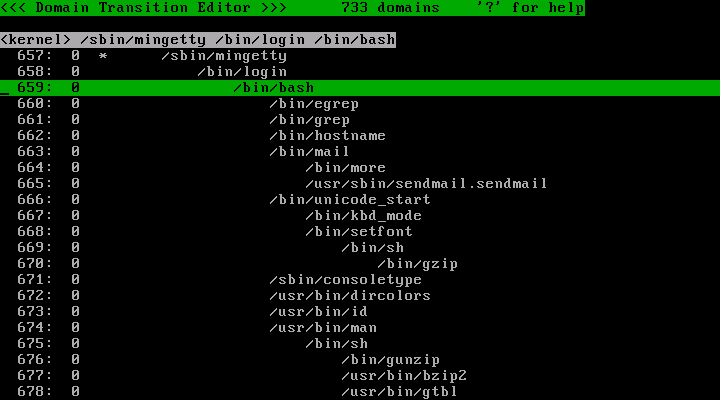 <<< Domain Transition Editor >>>      733 domains    '?' for help
<kernel> /sbin/mingetty /bin/login /bin/bash
657:  0  *      /sbin/mingetty
658:  0             /bin/login
659:  0                 /bin/bash
660:  0                     /bin/egrep
661:  0                     /bin/grep
662:  0                     /bin/hostname
663:  0                     /bin/mail
664:  0                         /bin/more
665:  0                         /usr/sbin/sendmail.sendmail
666:  0                     /bin/unicode_start
667:  0                         /bin/kbd_mode
668:  0                         /bin/setfont
669:  0                             /bin/sh
670:  0                                 /bin/gzip
671:  0                     /sbin/consoletype
672:  0                     /usr/bin/dircolors
673:  0                     /usr/bin/id
674:  0                     /usr/bin/man
675:  0                         /bin/sh
676:  0                             /bin/gunzip
677:  0                             /usr/bin/bzip2
678:  0                             /usr/bin/gtbl